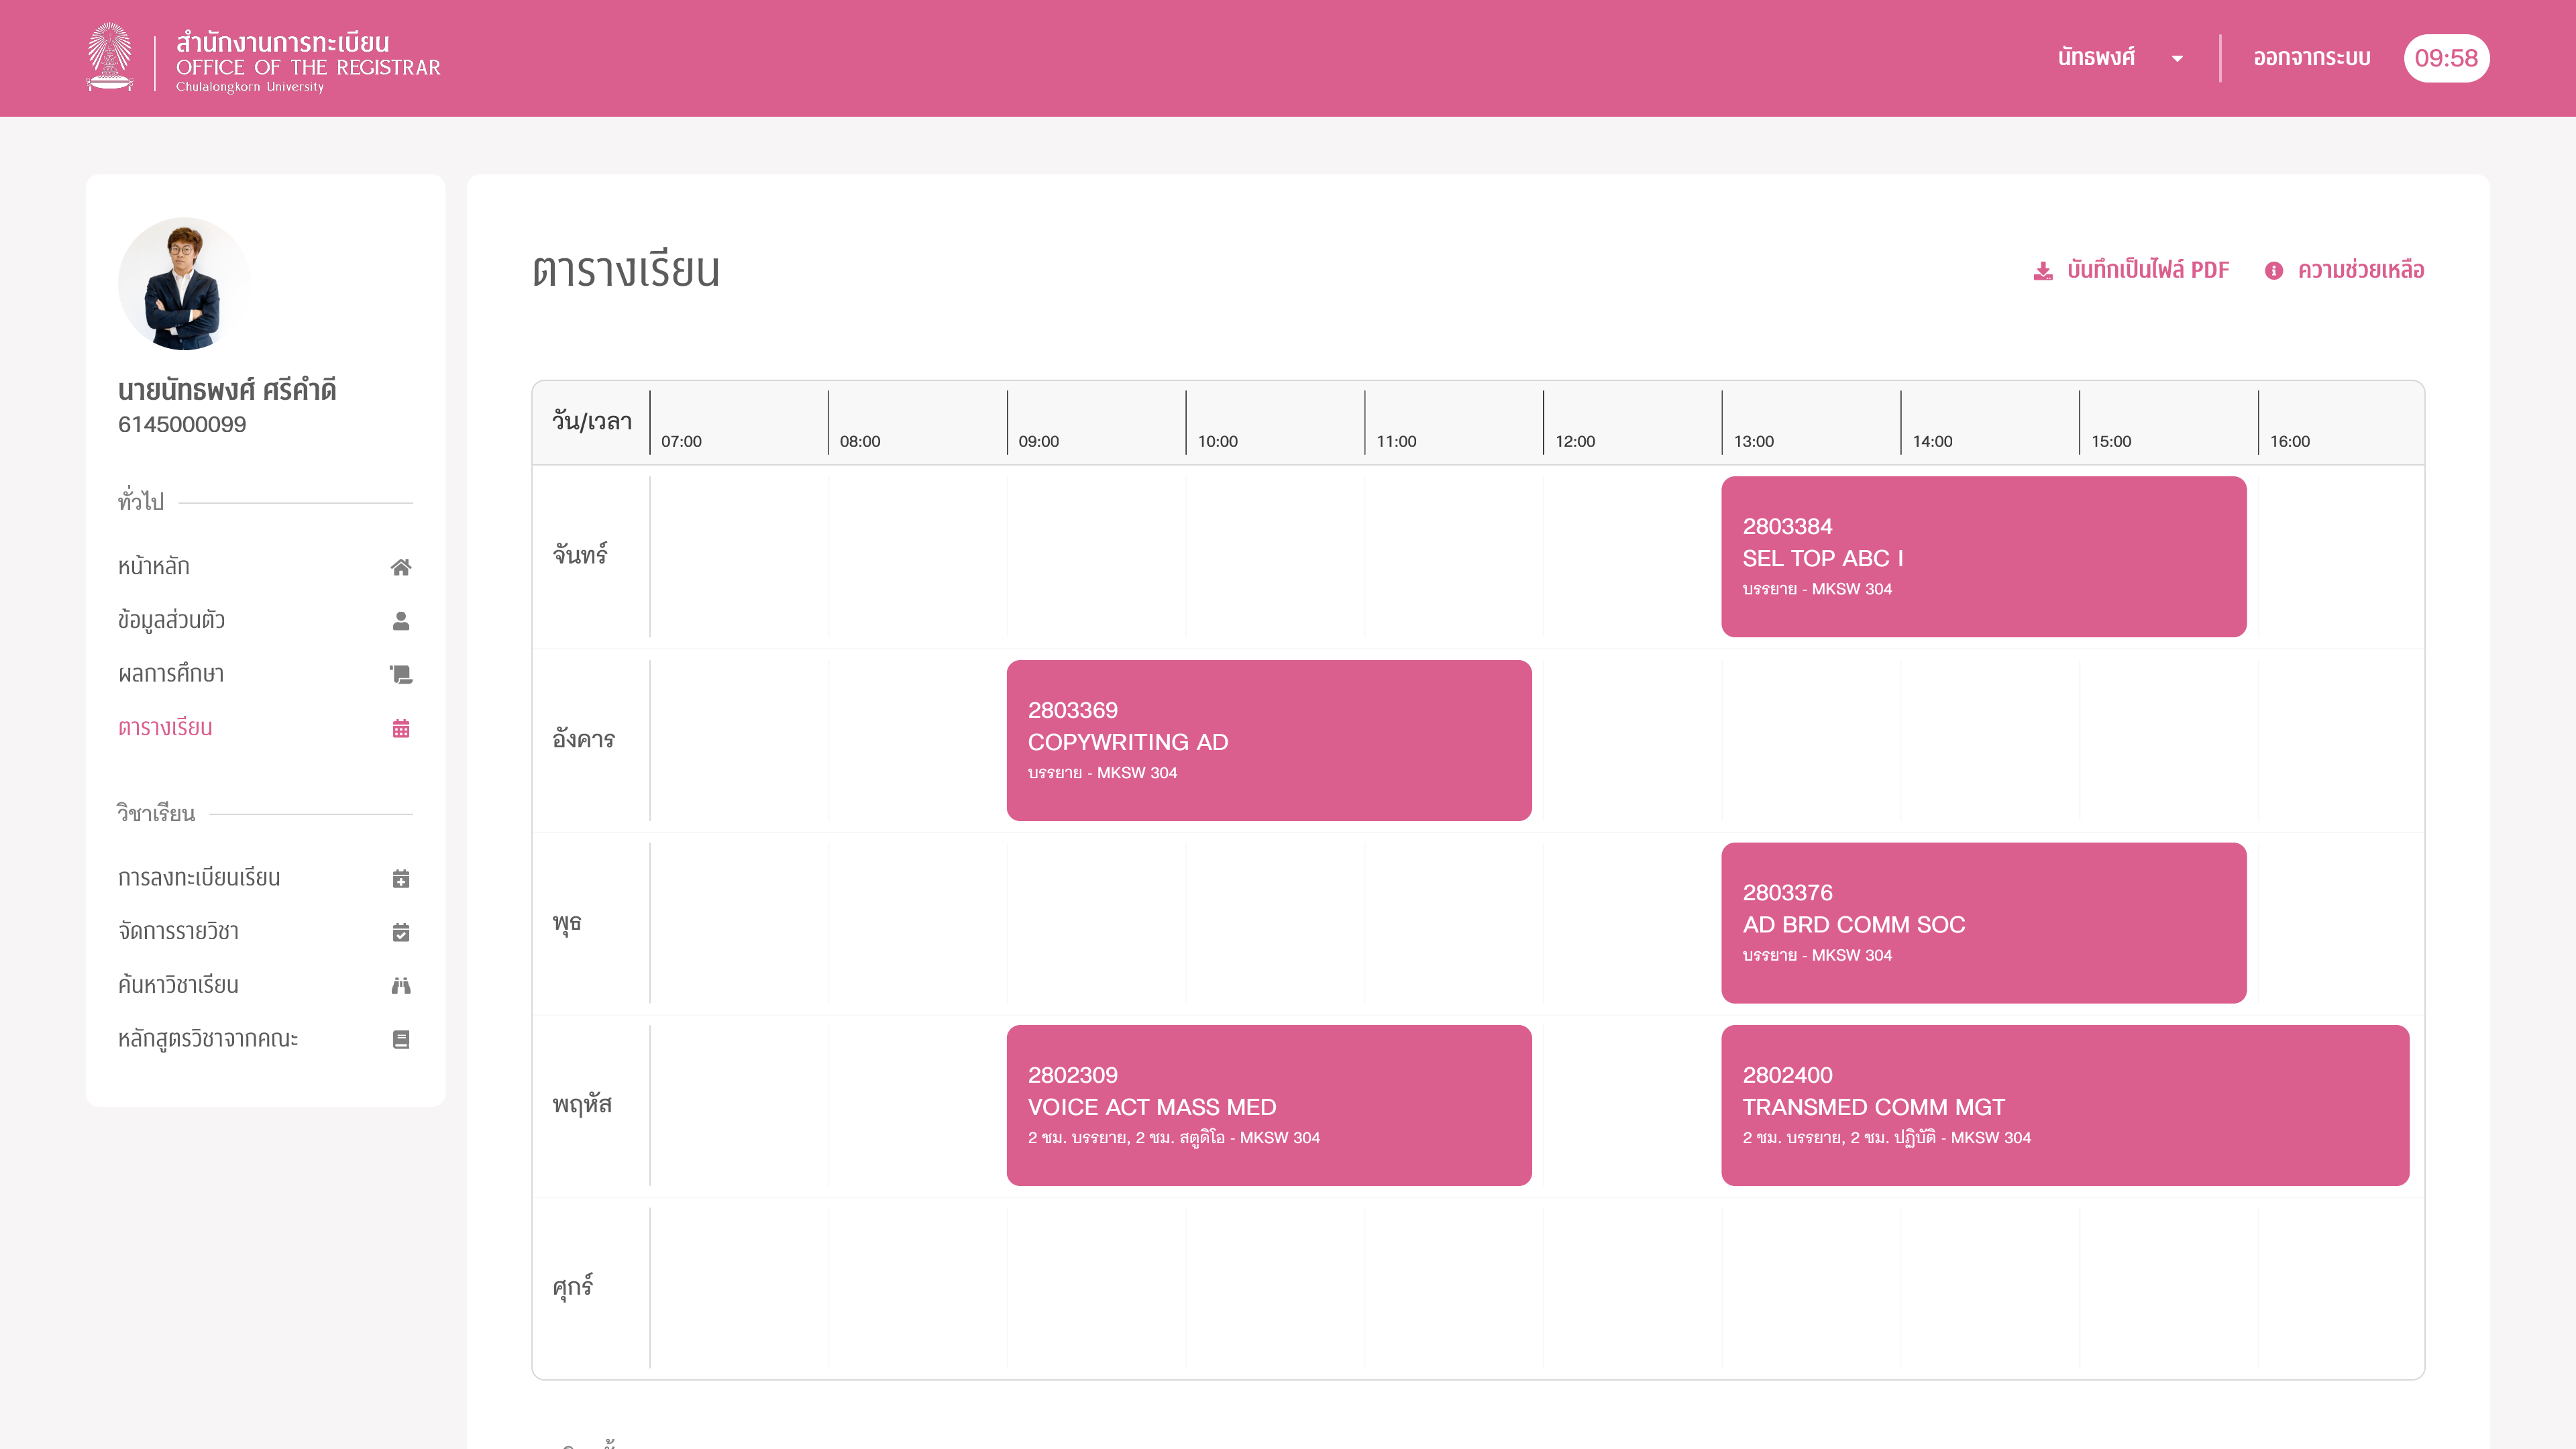 สำนักงานการทะเบียน
OFFICE OF THE REGISTRAR
Chulalongkorn University
นัทธพงศ์
ออกจากระบบ
09:58
นายนัทธพงศ์ ศรีคำดี
6145000099
ทั่วไป
หน้าหลัก
ข้อมูลส่วนตัว
ผลการศึกษา
ตารางเรียน
วิชาเรียน
การลงทะเบียนเรียน
จัดการรายวิชา
ค้นหาวิชาเรียน
หลักสูตรวิชาจากคณะ
ตารางเรียน
บันทึกเป็นไฟล์ PDF
ความช่วยเหลือ
วัน/เวลา
07:00
08:00
09:00
10:00
11:00
12:00
13:00
14:00
15:00
16:00
จันทร์
2803384
SEL TOP ABC I
บรรยาย - MKSW 304
อังคาร
2803369
COPYWRITING AD
บรรยาย - MKSW 304
พุธ
2803376
AD BRD COMM SOC
บรรยาย - MKSW 304
พฤหัส
2802309
VOICE ACT MASS MED
2 ชม. บรรยาย, 2 ชม. สตูดิโอ - MKSW 304
2802400
TRANSMED COMM MGT
2 ชม. บรรยาย, 2 ชม. ปฏิบัติ - MKSW 304
ศุกร์